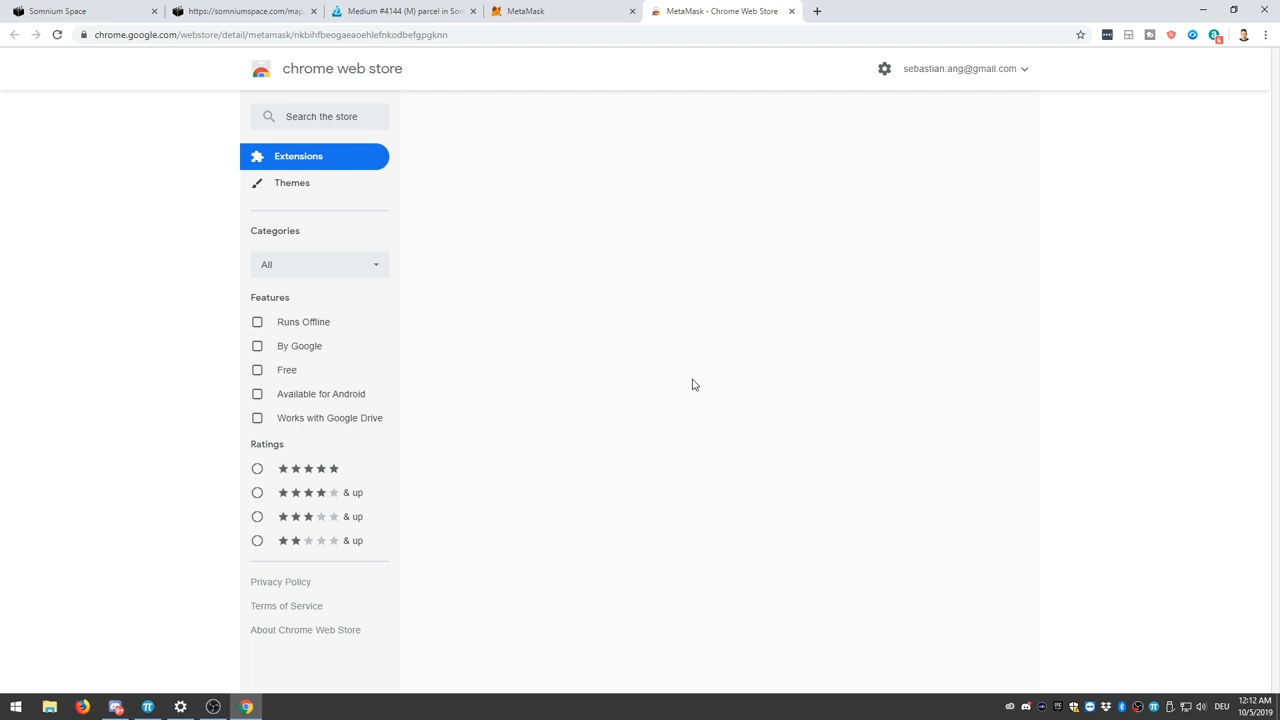 Somnium Space
https://somniumspace.com/map
Medium #4144 (M) parcel in Som
MetaMask
MetaMask - Chrome Web Store
chrome.google.com/webstore/detail/metamask/nkbihfbeogaeaoehlefnkodbefgpgknn
chrome web store
sebastian.ang@gmail.com
Search the store
Extensions
Themes
Categories
All
Features
Runs Offline
By Google
Free
Available for Android
Works with Google Drive
Ratings
& up
& up
& up
Privacy Policy
Terms of Service
About Chrome Web Store
DEU
12:12 AM
10/5/2019